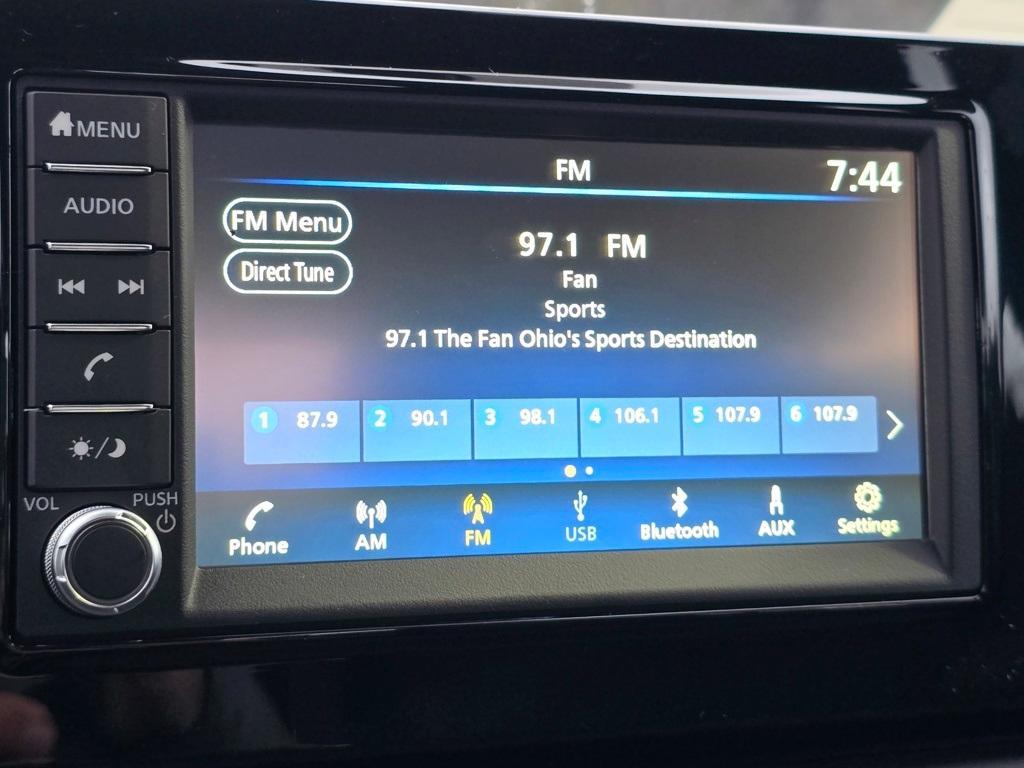 MENU
AUDIO
VOL
PUSH
FM
7:44
FM Menu
Direct Tune
97.1 FM
Fan
Sports
97.1 The Fan Ohio's Sports Destination
1 87.9
2 90.1
3 98.1
4 106.1
5 107.9
6 107.9
Phone
AM
FM
USB
Bluetooth
AUX
Settings